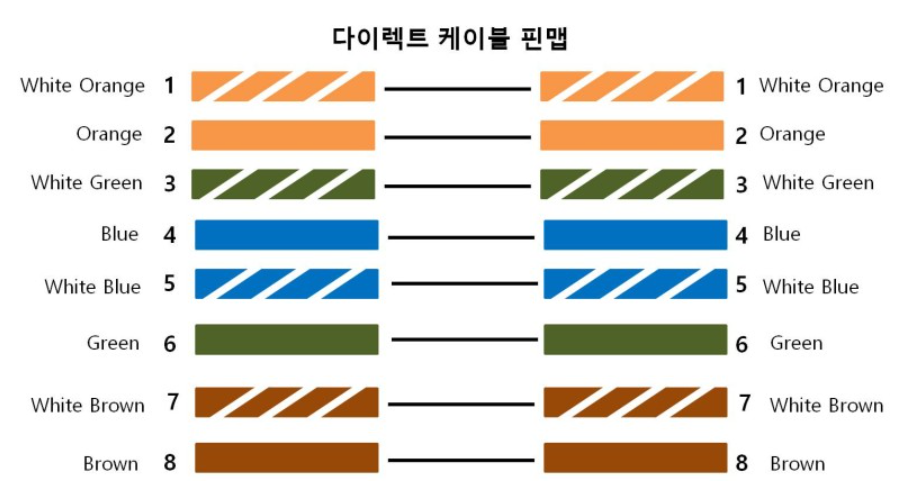 다이렉트 케이블 핀맵
White Orange 1 1 White Orange
Orange 2 2 Orange
White Green 3 3 White Green
Blue 4 4 Blue
White Blue 5 5 White Blue
Green 6 6 Green
White Brown 7 7 White Brown
Brown 8 8 Brown